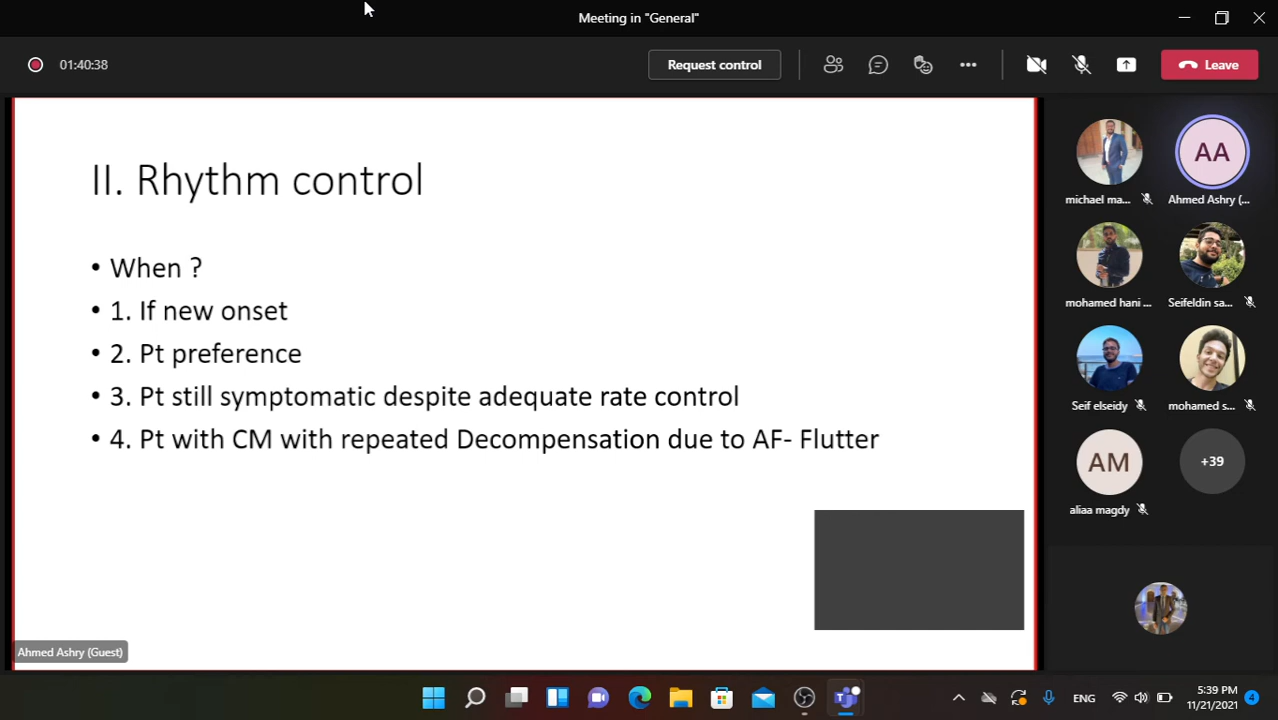 Meeting in "General"
01:40:38
Request control
Leave
II. Rhythm control
• When ?
• 1. If new onset
• 2. Pt preference
• 3. Pt still symptomatic despite adequate rate control
• 4. Pt with CM with repeated Decompensation due to AF- Flutter
AA
michael ma...
Ahmed Ashry (...
mohamed hani ...
Seifeldin sa...
Seif elseidy
mohamed s...
AM
+39
aliaa magdy
Ahmed Ashry (Guest)
ENG
5:39 PM
11/21/2021
4